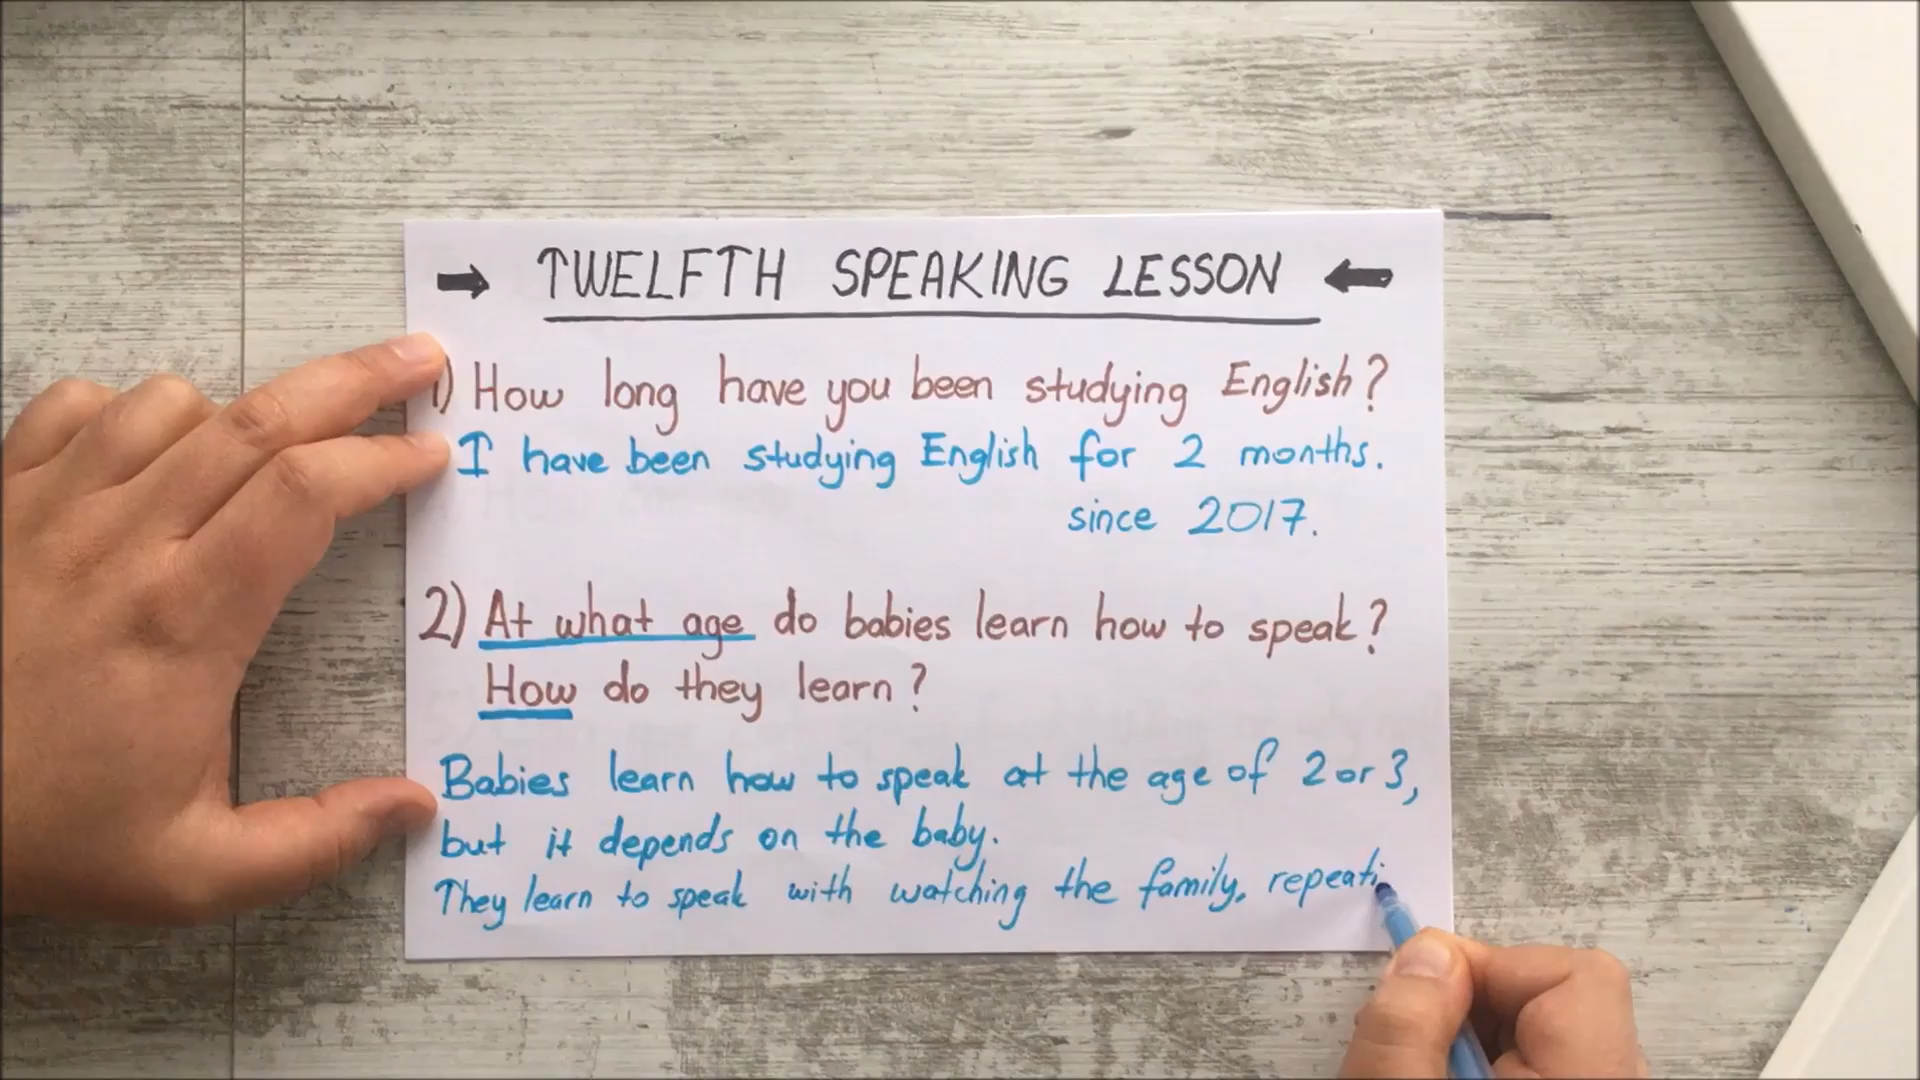 TWELFTH SPEAKING LESSON
1) How long have you been studying English?
I have been studying English for 2 months.
since 2017.
2) At what age do babies learn how to speak?
How do they learn?
Babies learn how to speak at the age of 2 or 3,
but it depends on the baby.
They learn to speak with watching the family, repeati